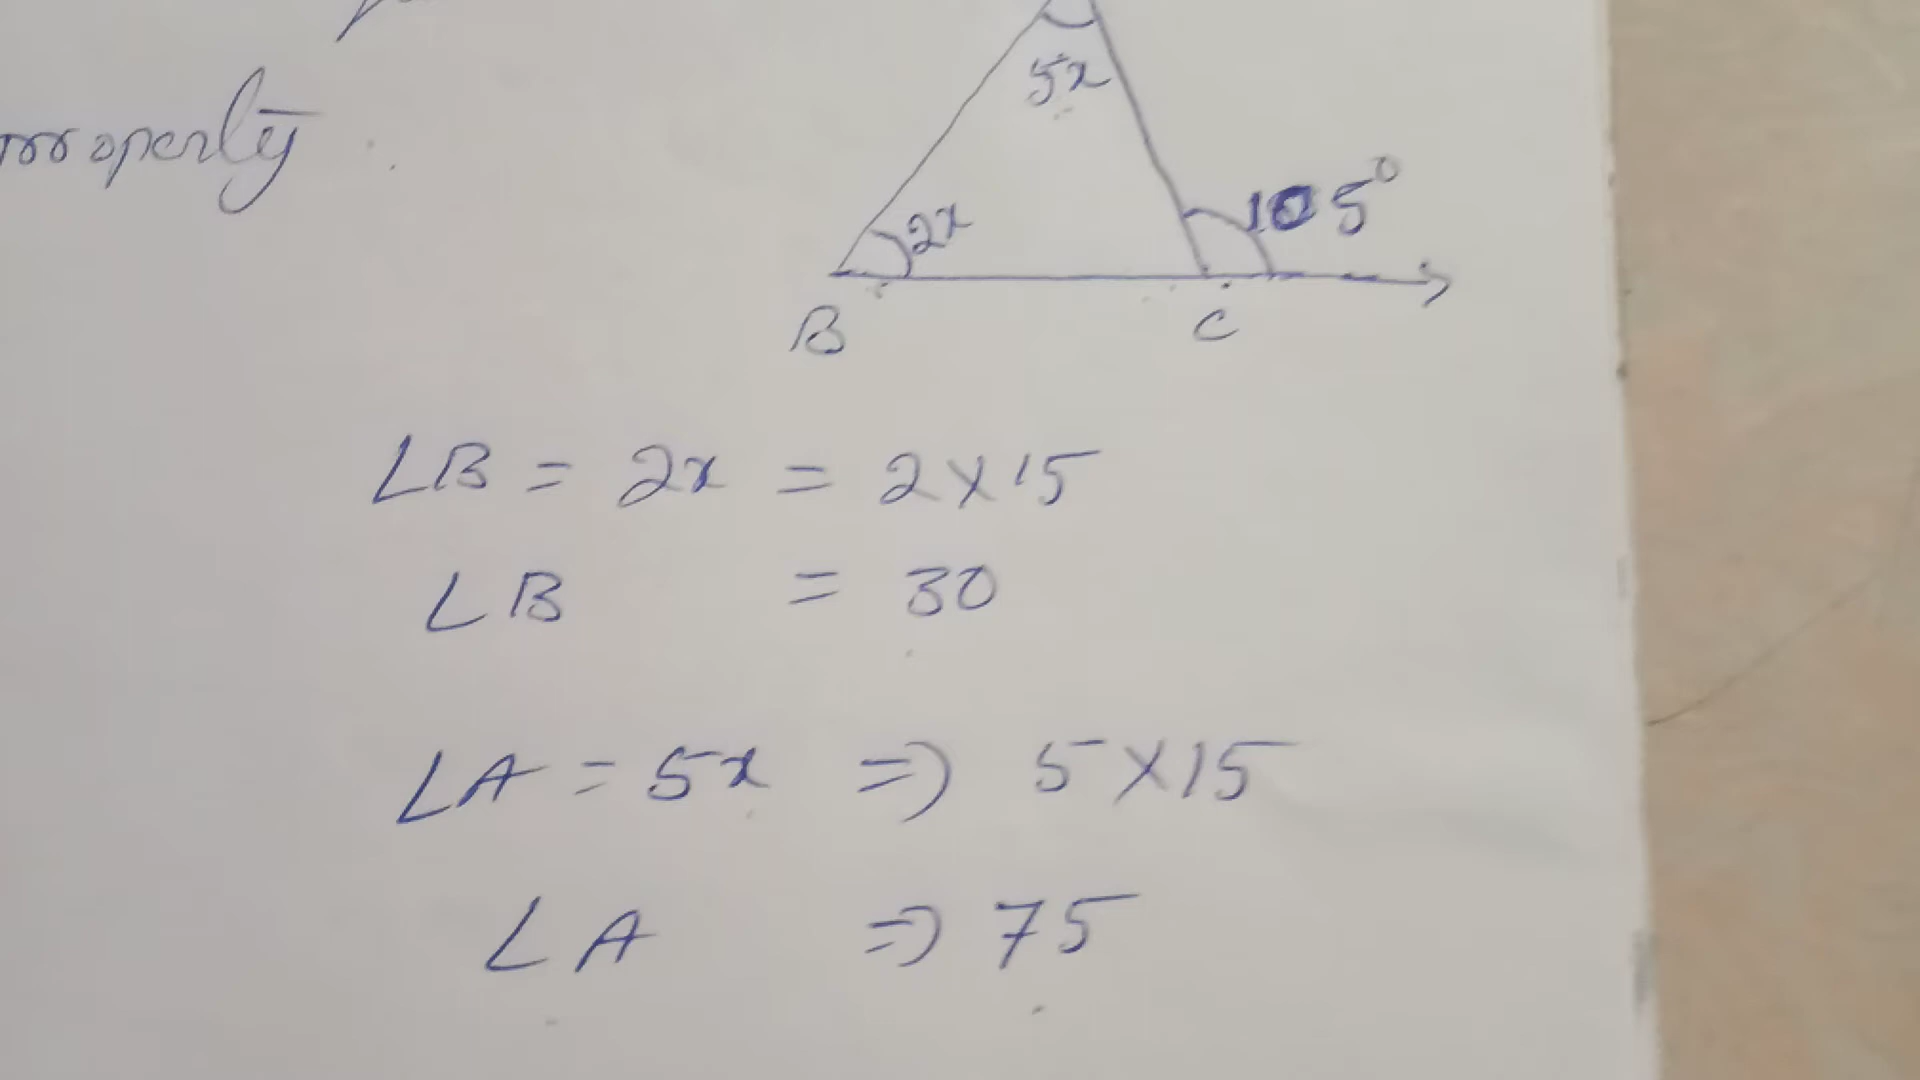 5x
property
105°
2x
B C
∠B = 2x = 2×15
∠B = 30
∠A = 5x => 5×15
∠A => 75